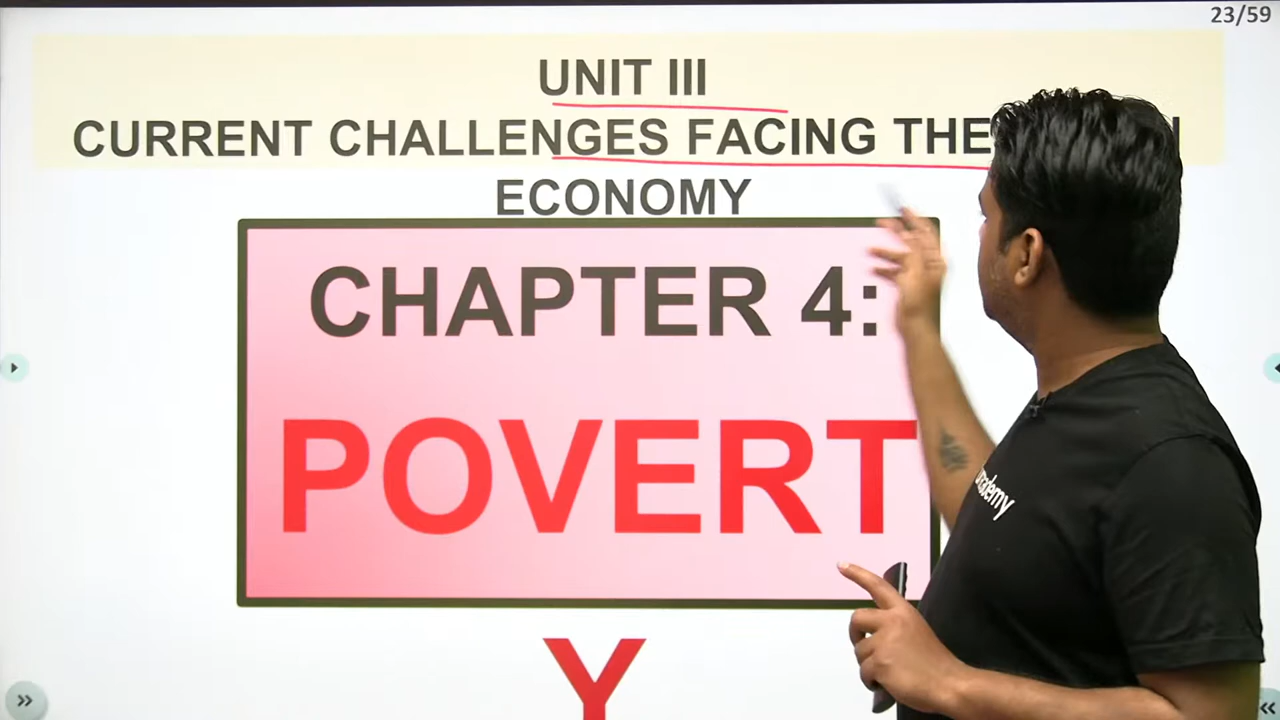 23/59
UNIT III
CURRENT CHALLENGES FACING THE
ECONOMY
CHAPTER 4:
POVERT
Y